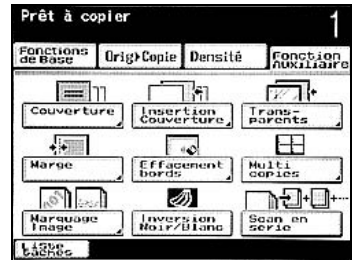 Prêt à copier 1
Fonctions de Base
Orig▸Copie
Densité
Fonction Auxiliaire
Couverture
Insertion Couverture
Trans-parents
Marge
Effacement bords
Multi copies
Marquage Image
Inversion Noir/Blanc
Scan en serie
Liste tâches